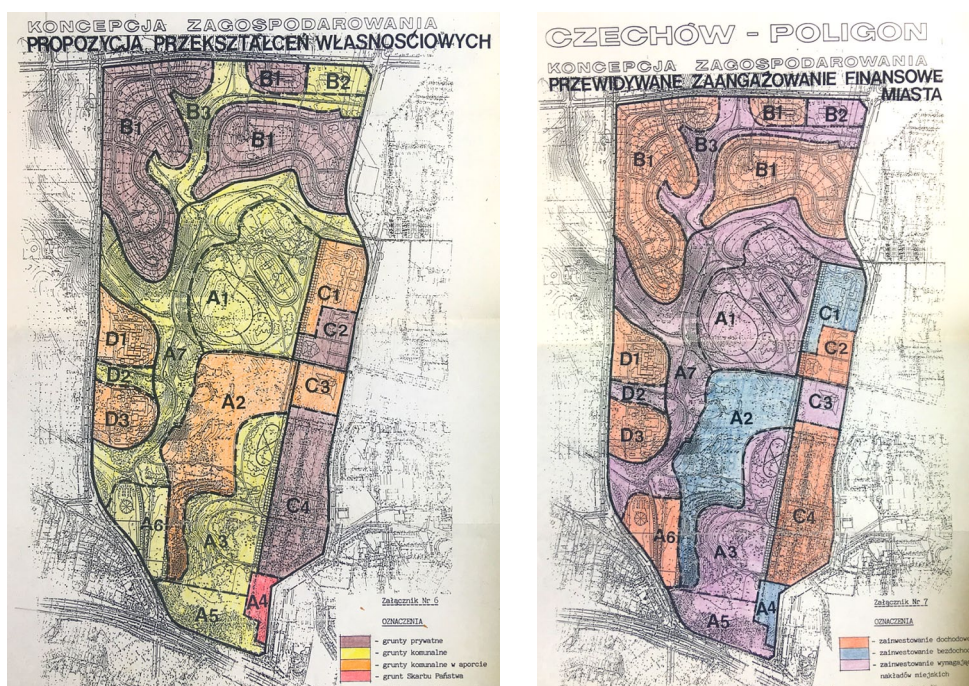 KONCEPCJA ZAGOSPODAROWANIA
PROPOZYCJA PRZEKSZTAŁCEŃ WŁASNOŚCIOWYCH
B1
B2
B3
B1
B1
A1
C1
C2
D1
A7
D2
C3
A2
D3
C4
A6
A3
A4
A5
Załącznik Nr 6
OZNACZENIA
- grunty prywatne
- grunty komunalne
- grunty komunalne w aporcie
- grunt Skarbu Państwa
CZECHÓW - POLIGON
KONCEPCJA ZAGOSPODAROWANIA
PRZEWIDYWANE ZAANGAŻOWANIE FINANSOWE
MIASTA
B1
B2
B3
B1
B1
A1
C1
C2
D1
A7
D2
C3
A2
D3
C4
A6
A3
A4
A5
Załącznik Nr 7
OZNACZENIA
- zainwestowanie dochodowe
- zainwestowanie bezdocho
- zainwestowanie wymagają
nakładów miejskich